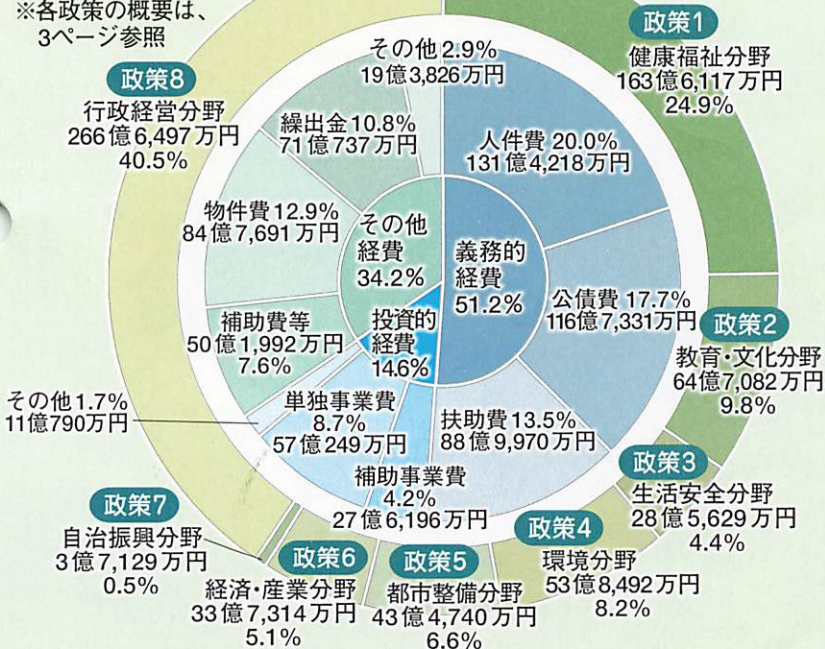 ※各政策の概要は、
3ページ参照
政策1
健康福祉分野
163億6,117万円
24.9%
政策2
教育・文化分野
64億7,082万円
9.8%
政策3
生活安全分野
28億5,629万円
4.4%
政策4
環境分野
53億8,492万円
8.2%
政策5
都市整備分野
43億4,740万円
6.6%
政策6
経済・産業分野
33億7,314万円
5.1%
政策7
自治振興分野
3億7,129万円
0.5%
政策8
行政経営分野
266億6,497万円
40.5%
人件費 20.0%
131億4,218万円
公債費 17.7%
116億7,331万円
扶助費 13.5%
88億9,970万円
補助事業費
4.2%
27億6,196万円
単独事業費
8.7%
57億249万円
その他 1.7%
11億790万円
補助費等
50億1,992万円
7.6%
物件費 12.9%
84億7,691万円
繰出金 10.8%
71億737万円
その他 2.9%
19億3,826万円
義務的
経費
51.2%
投資的
経費
14.6%
その他
経費
34.2%